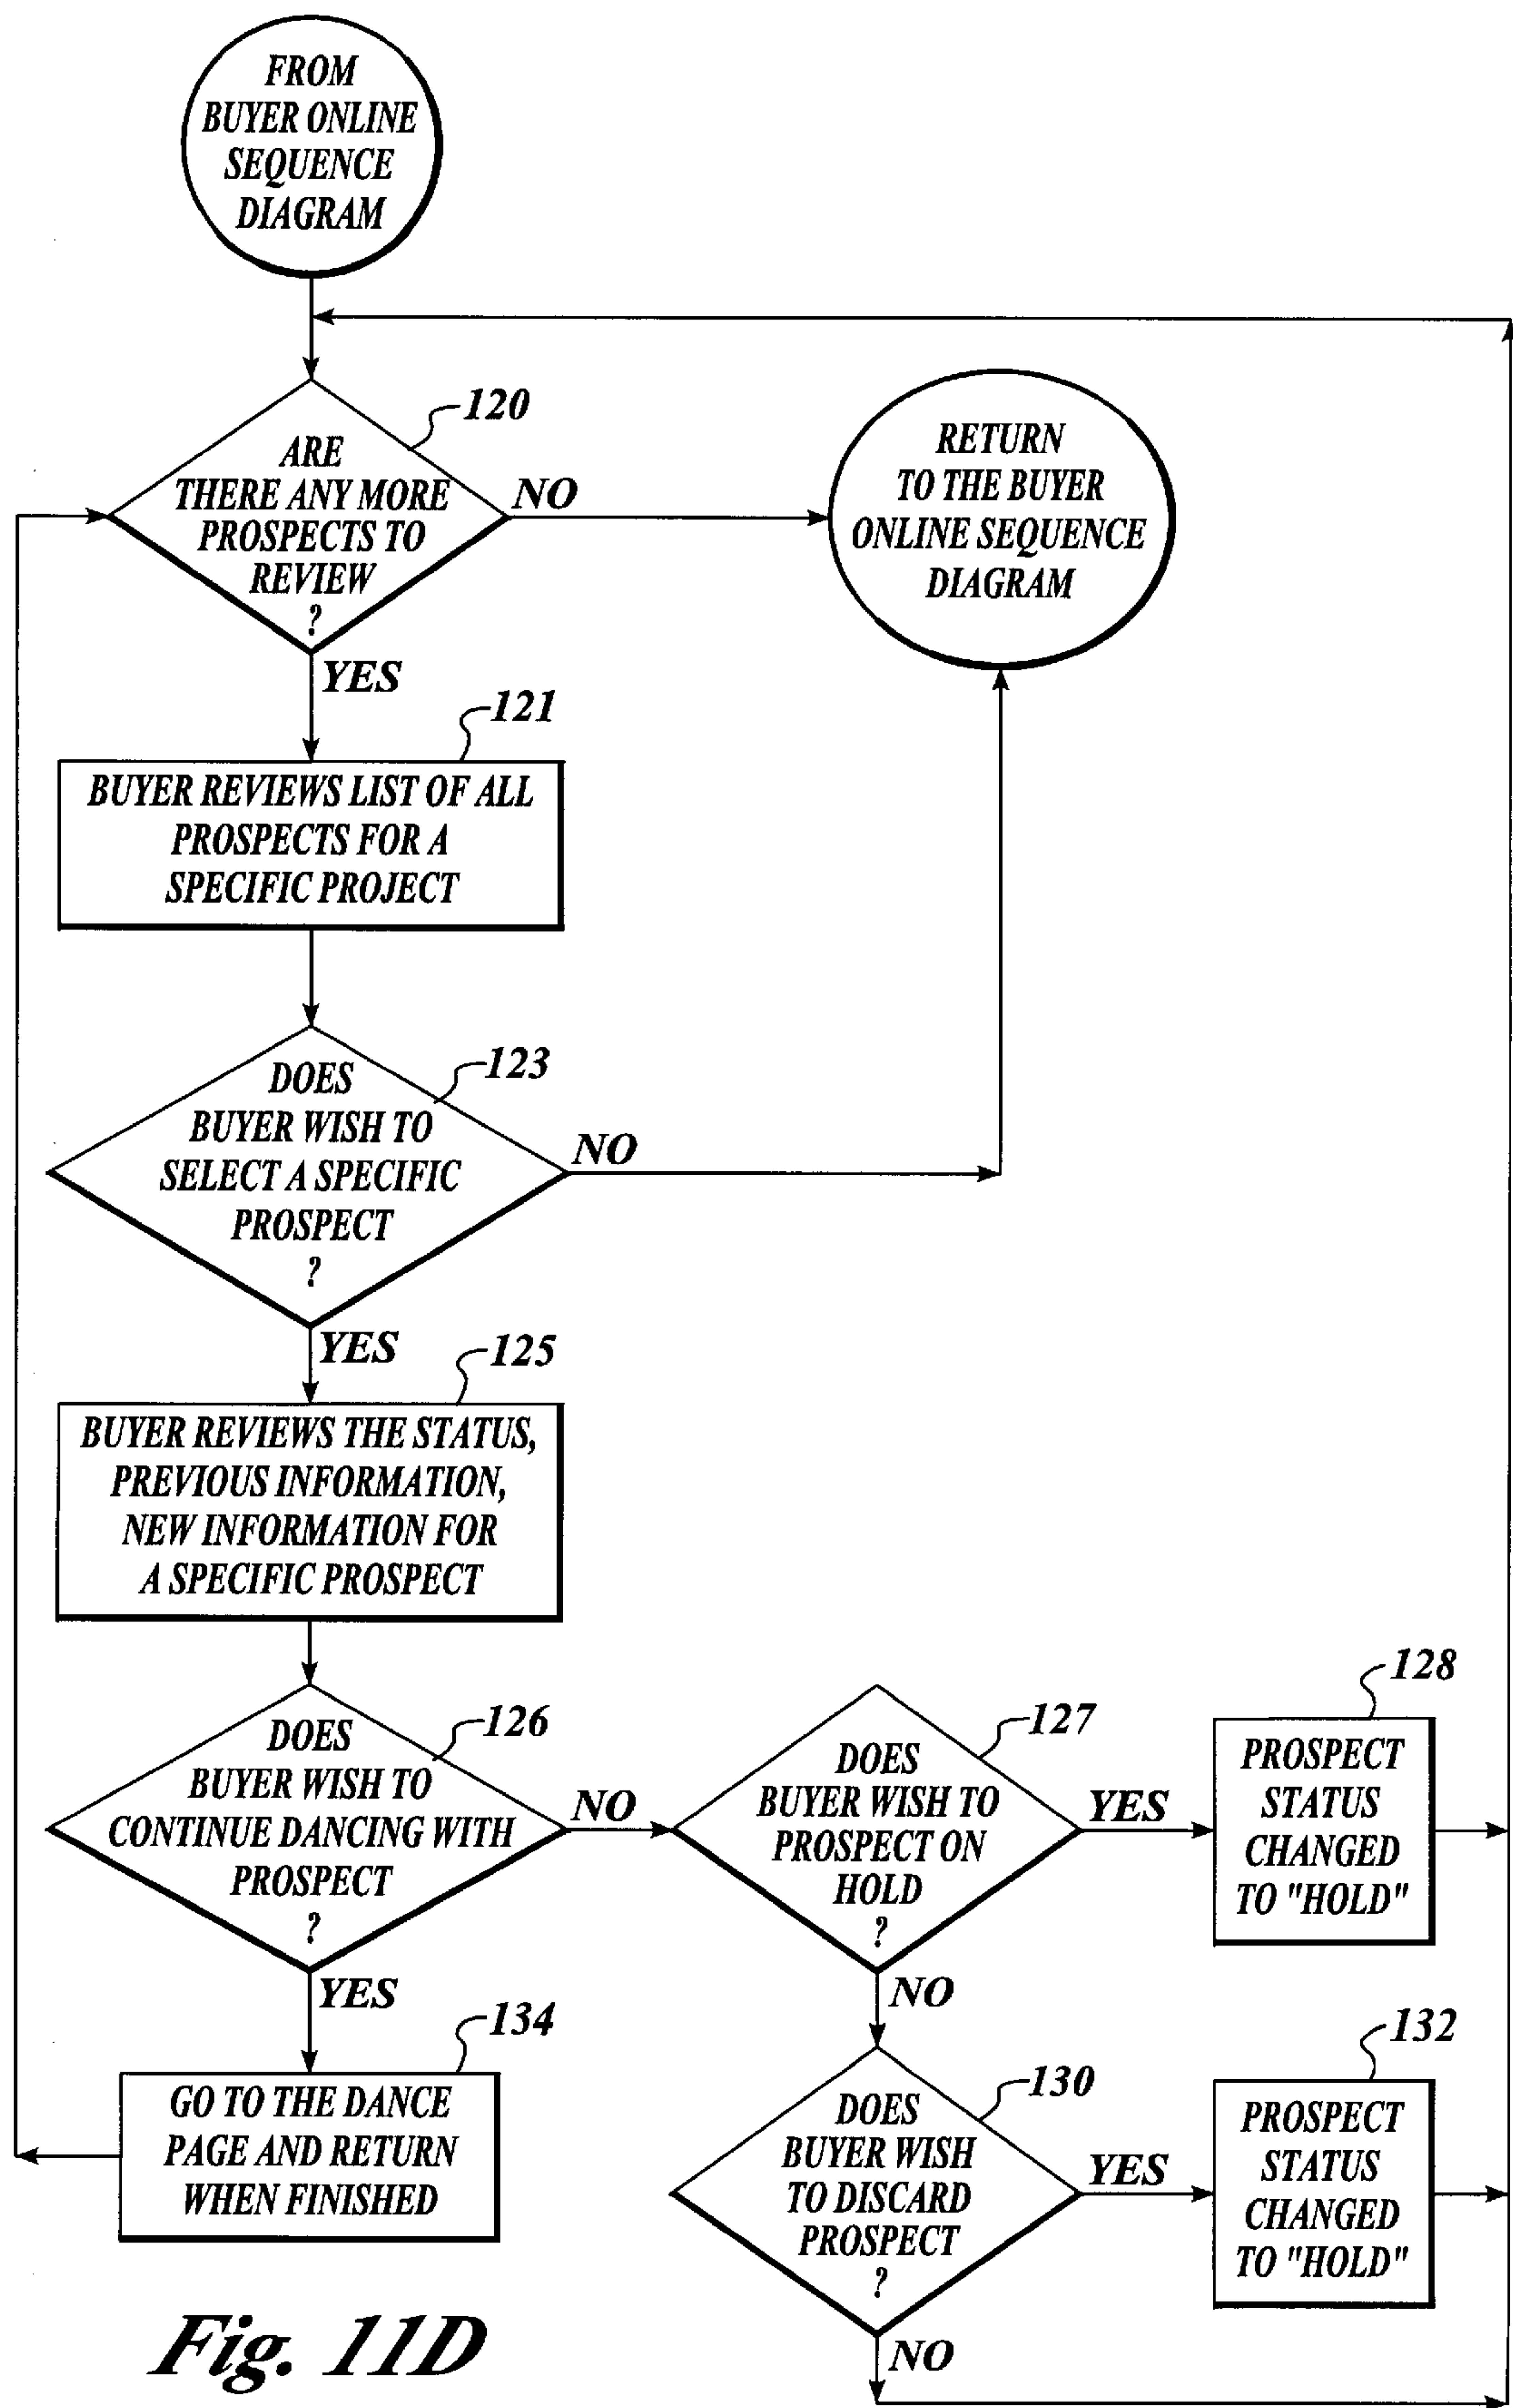 FROM
BUYER ONLINE
SEQUENCE
DIAGRAM
120
ARE
THERE ANY MORE
PROSPECTS TO
REVIEW
?
NO
RETURN
TO THE BUYER
ONLINE SEQUENCE
DIAGRAM
YES
121
BUYER REVIEWS LIST OF ALL
PROSPECTS FOR A
SPECIFIC PROJECT
123
DOES
BUYER WISH TO
SELECT A SPECIFIC
PROSPECT
?
NO
YES
125
BUYER REVIEWS THE STATUS,
PREVIOUS INFORMATION,
NEW INFORMATION FOR
A SPECIFIC PROSPECT
126
DOES
BUYER WISH TO
CONTINUE DANCING WITH
PROSPECT
?
NO
127
DOES
BUYER WISH TO
PROSPECT ON
HOLD
?
YES
128
PROSPECT
STATUS
CHANGED
TO "HOLD"
YES
NO
134
GO TO THE DANCE
PAGE AND RETURN
WHEN FINISHED
130
DOES
BUYER WISH
TO DISCARD
PROSPECT
?
YES
132
PROSPECT
STATUS
CHANGED
TO "HOLD"
NO
Fig. 11D